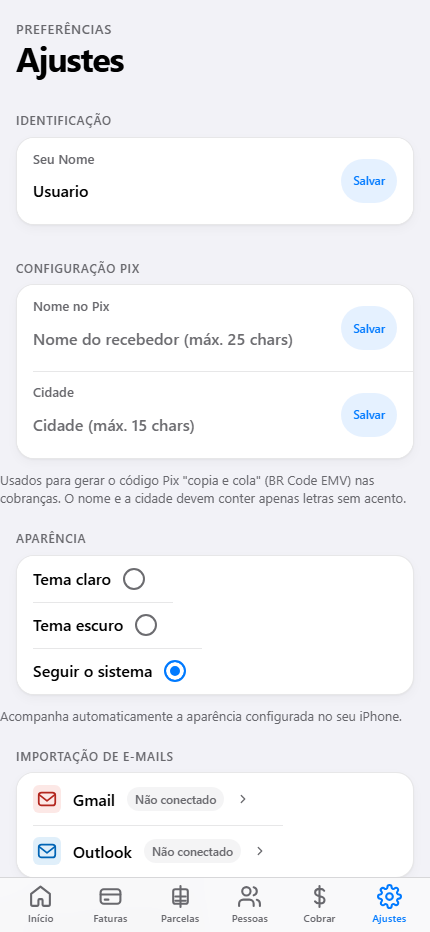 PREFERÊNCIAS
Ajustes
IDENTIFICAÇÃO
Seu Nome
Usuario
Salvar
CONFIGURAÇÃO PIX
Nome no Pix
Nome do recebedor (máx. 25 chars)
Salvar
Cidade
Cidade (máx. 15 chars)
Salvar
Usados para gerar o código Pix "copia e cola" (BR Code EMV) nas
cobranças. O nome e a cidade devem conter apenas letras sem acento.
APARÊNCIA
Tema claro
Tema escuro
Seguir o sistema
Acompanha automaticamente a aparência configurada no seu iPhone.
IMPORTAÇÃO DE E-MAILS
Gmail Não conectado
Outlook Não conectado
Início Faturas Parcelas Pessoas Cobrar Ajustes